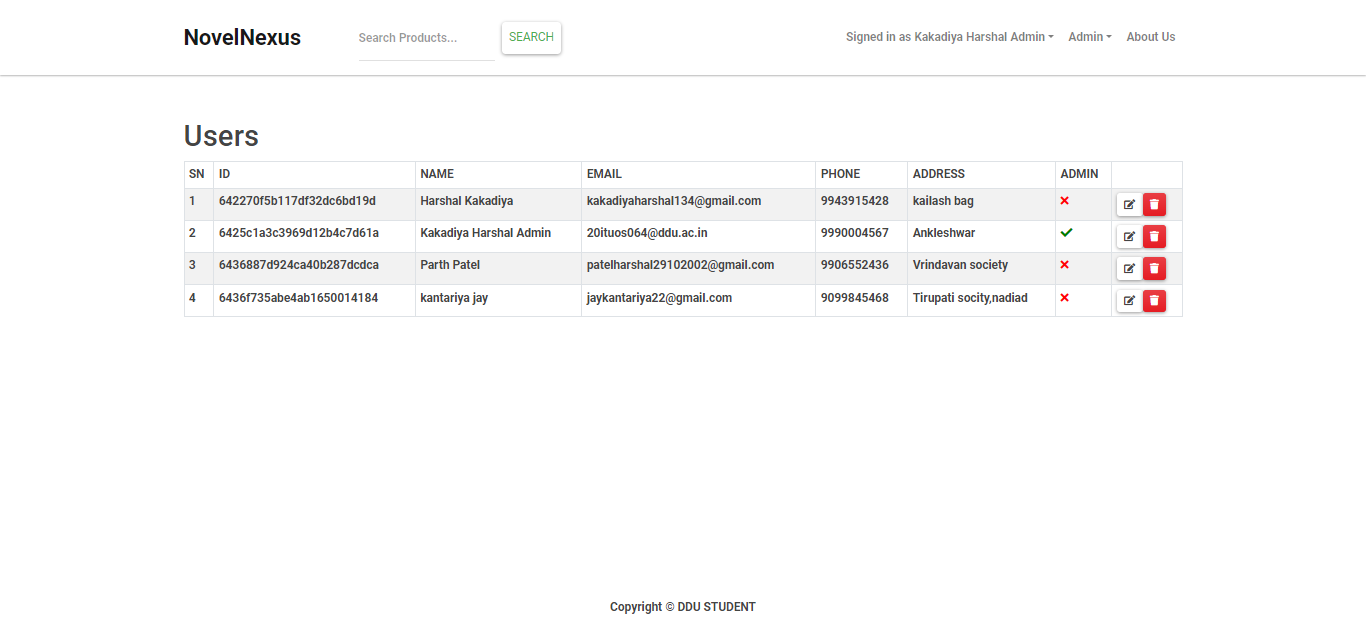 NovelNexus Search Products... SEARCH Signed in as Kakadiya Harshal Admin Admin About Us
Users
SN ID NAME EMAIL PHONE ADDRESS ADMIN
1 642270f5b117df32dc6bd19d Harshal Kakadiya kakadiyaharshal134@gmail.com 9943915428 kailash bag
2 6425c1a3c3969d12b4c7d61a Kakadiya Harshal Admin 20ituos064@ddu.ac.in 9990004567 Ankleshwar
3 6436887d924ca40b287dcdca Parth Patel patelharshal29102002@gmail.com 9906552436 Vrindavan society
4 6436f735abe4ab1650014184 kantariya jay jaykantariya22@gmail.com 9099845468 Tirupati socity,nadiad
Copyright © DDU STUDENT